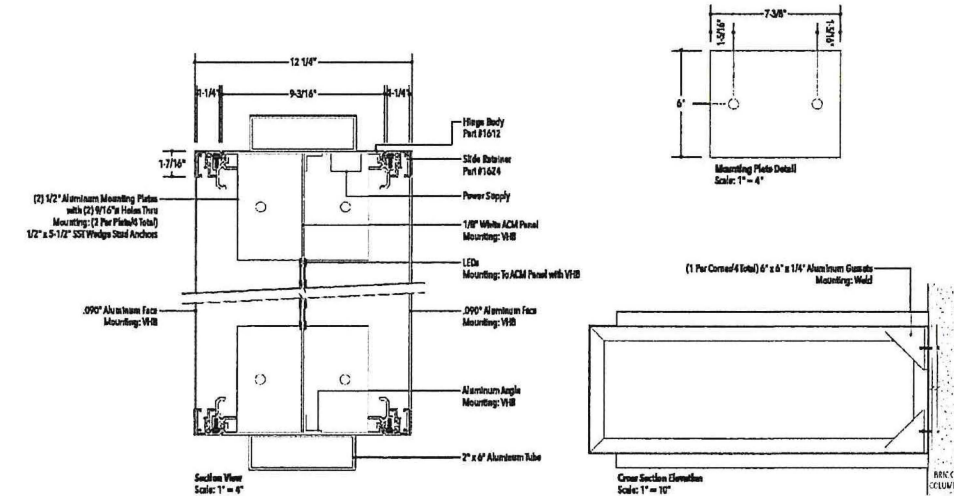 12 1/4"
1-1/4"
9-3/16"
1-1/4"
1-7/16"
Hinge Body
Part #1612
Slide Retainer
Part #1624
Power Supply
(2) 1/2" Aluminum Mounting Plates
with (2) 9/16"ø Holes Thru
Mounting: (2 Per Plate/4 Total)
1/2" x 5-1/2" SST Wedge Stud Anchors
1/8" White ACM Panel
Mounting: VHB
LEDs
Mounting: To ACM Panel with VHB
.090" Aluminum Face
Mounting: VHB
.090" Aluminum Face
Mounting: VHB
Aluminum Angle
Mounting: VHB
2" x 6" Aluminum Tube
Section View
Scale: 1" = 4"
7-3/8"
1-5/16"
1-5/16"
6"
Mounting Plate Detail
Scale: 1" = 4"
(1 Per Corner/4 Total) 6" x 6" x 1/4" Aluminum Gussets
Mounting: Weld
Cross Section Elevation
Scale: 1" = 10"